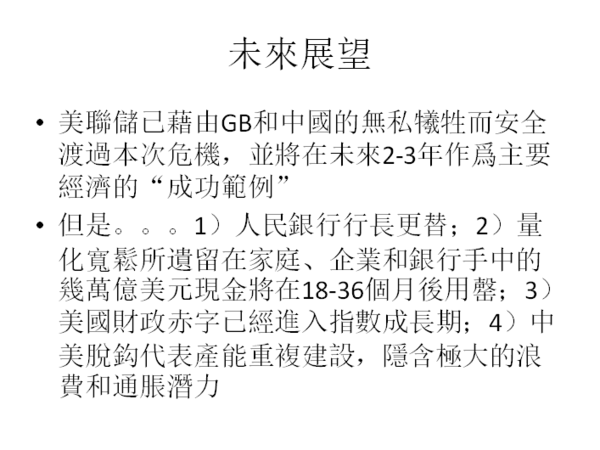 未來展望
• 美聯儲已藉由GB和中國的無私犧牲而安全
渡過本次危機，並將在未來2-3年作爲主要
經濟的“成功範例”
• 但是。。。1）人民銀行行長更替；2）量
化寬鬆所遺留在家庭、企業和銀行手中的
幾萬億美元現金將在18-36個月後用罄；3）
美國財政赤字已經進入指數成長期；4）中
美脫鈎代表產能重複建設，隱含極大的浪
費和通脹潛力